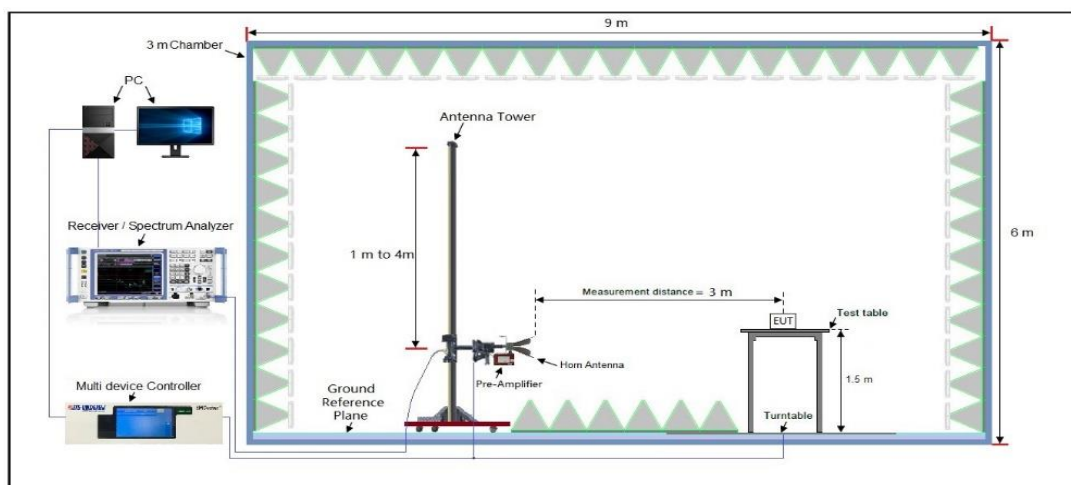 9 m
3 m Chamber
PC
Antenna Tower
Receiver / Spectrum Analyzer
1 m to 4m
6 m
Measurement distance = 3 m
EUT
Test table
Horn Antenna
Pre-Amplifier
1.5 m
Multi device Controller
Ground
Reference
Plane
Turntable